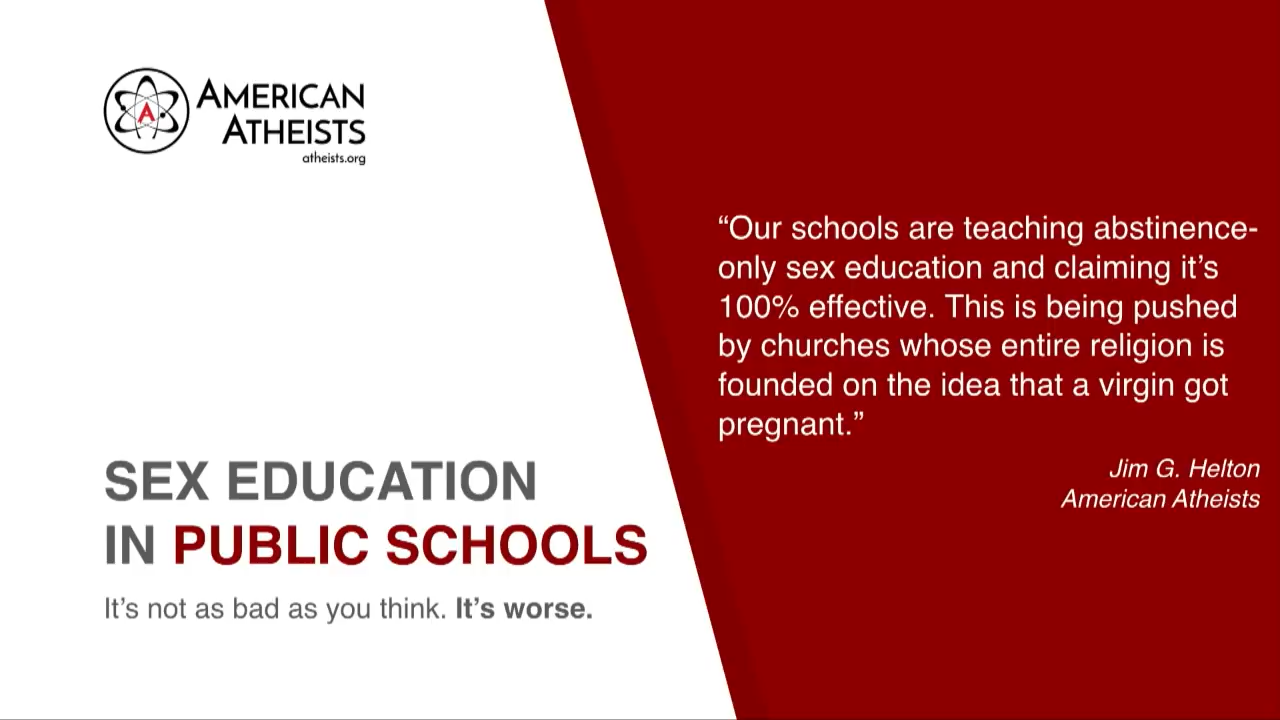 A
AMERICAN
ATHEISTS
atheists.org
SEX EDUCATION
IN PUBLIC SCHOOLS
It’s not as bad as you think. It’s worse.
“Our schools are teaching abstinence-
only sex education and claiming it’s
100% effective. This is being pushed
by churches whose entire religion is
founded on the idea that a virgin got
pregnant.”
Jim G. Helton
American Atheists